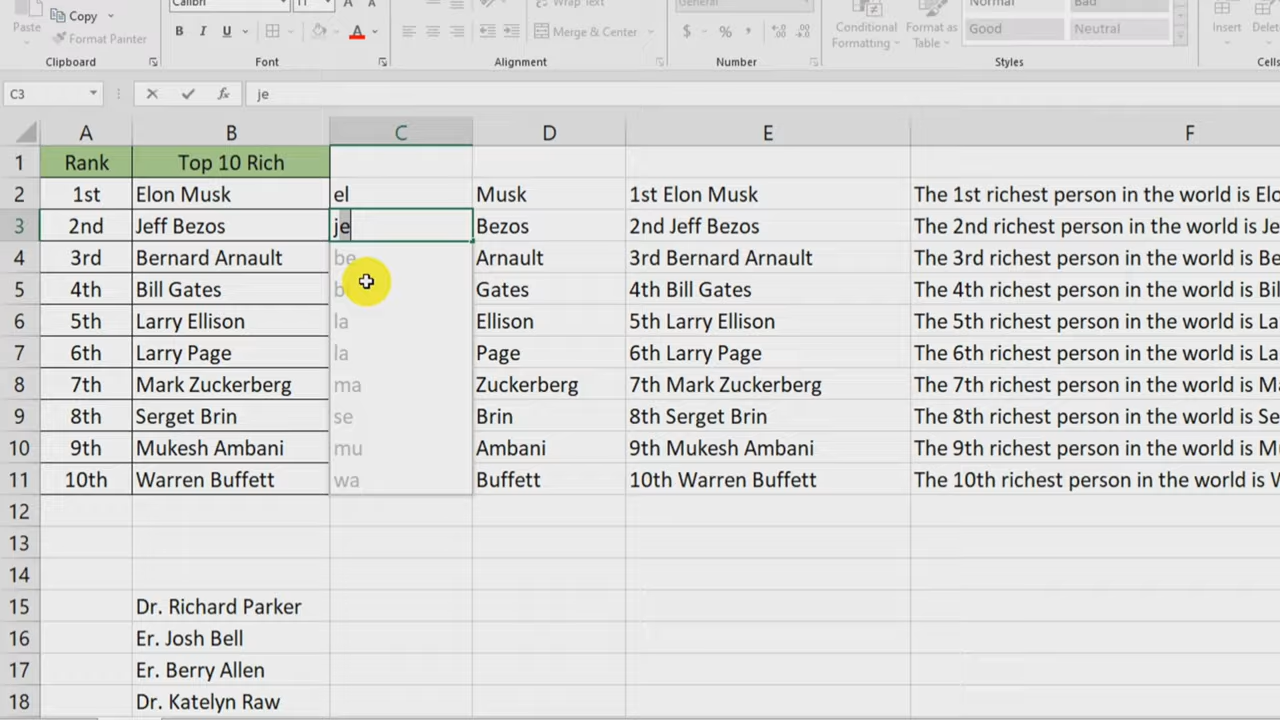 Calibri 11 A A Wrap Text General Normal Bad
Paste Copy Format Painter B I U A Merge & Center $ % , Conditional Formatting Format as Table Good Neutral Insert
Clipboard Font Alignment Number Styles
C3 fx je
A B C D E F
1 Rank Top 10 Rich
2 1st Elon Musk el Musk 1st Elon Musk The 1st richest person in the world is
3 2nd Jeff Bezos je Bezos 2nd Jeff Bezos The 2nd richest person in the world is
4 3rd Bernard Arnault be Arnault 3rd Bernard Arnault The 3rd richest person in the world is
5 4th Bill Gates Gates 4th Bill Gates The 4th richest person in the world is
6 5th Larry Ellison la Ellison 5th Larry Ellison The 5th richest person in the world is
7 6th Larry Page la Page 6th Larry Page The 6th richest person in the world is
8 7th Mark Zuckerberg ma Zuckerberg 7th Mark Zuckerberg The 7th richest person in the world is
9 8th Serget Brin se Brin 8th Serget Brin The 8th richest person in the world is
10 9th Mukesh Ambani mu Ambani 9th Mukesh Ambani The 9th richest person in the world is
11 10th Warren Buffett wa Buffett 10th Warren Buffett The 10th richest person in the world is
12
13
14
15 Dr. Richard Parker
16 Er. Josh Bell
17 Er. Berry Allen
18 Dr. Katelyn Raw